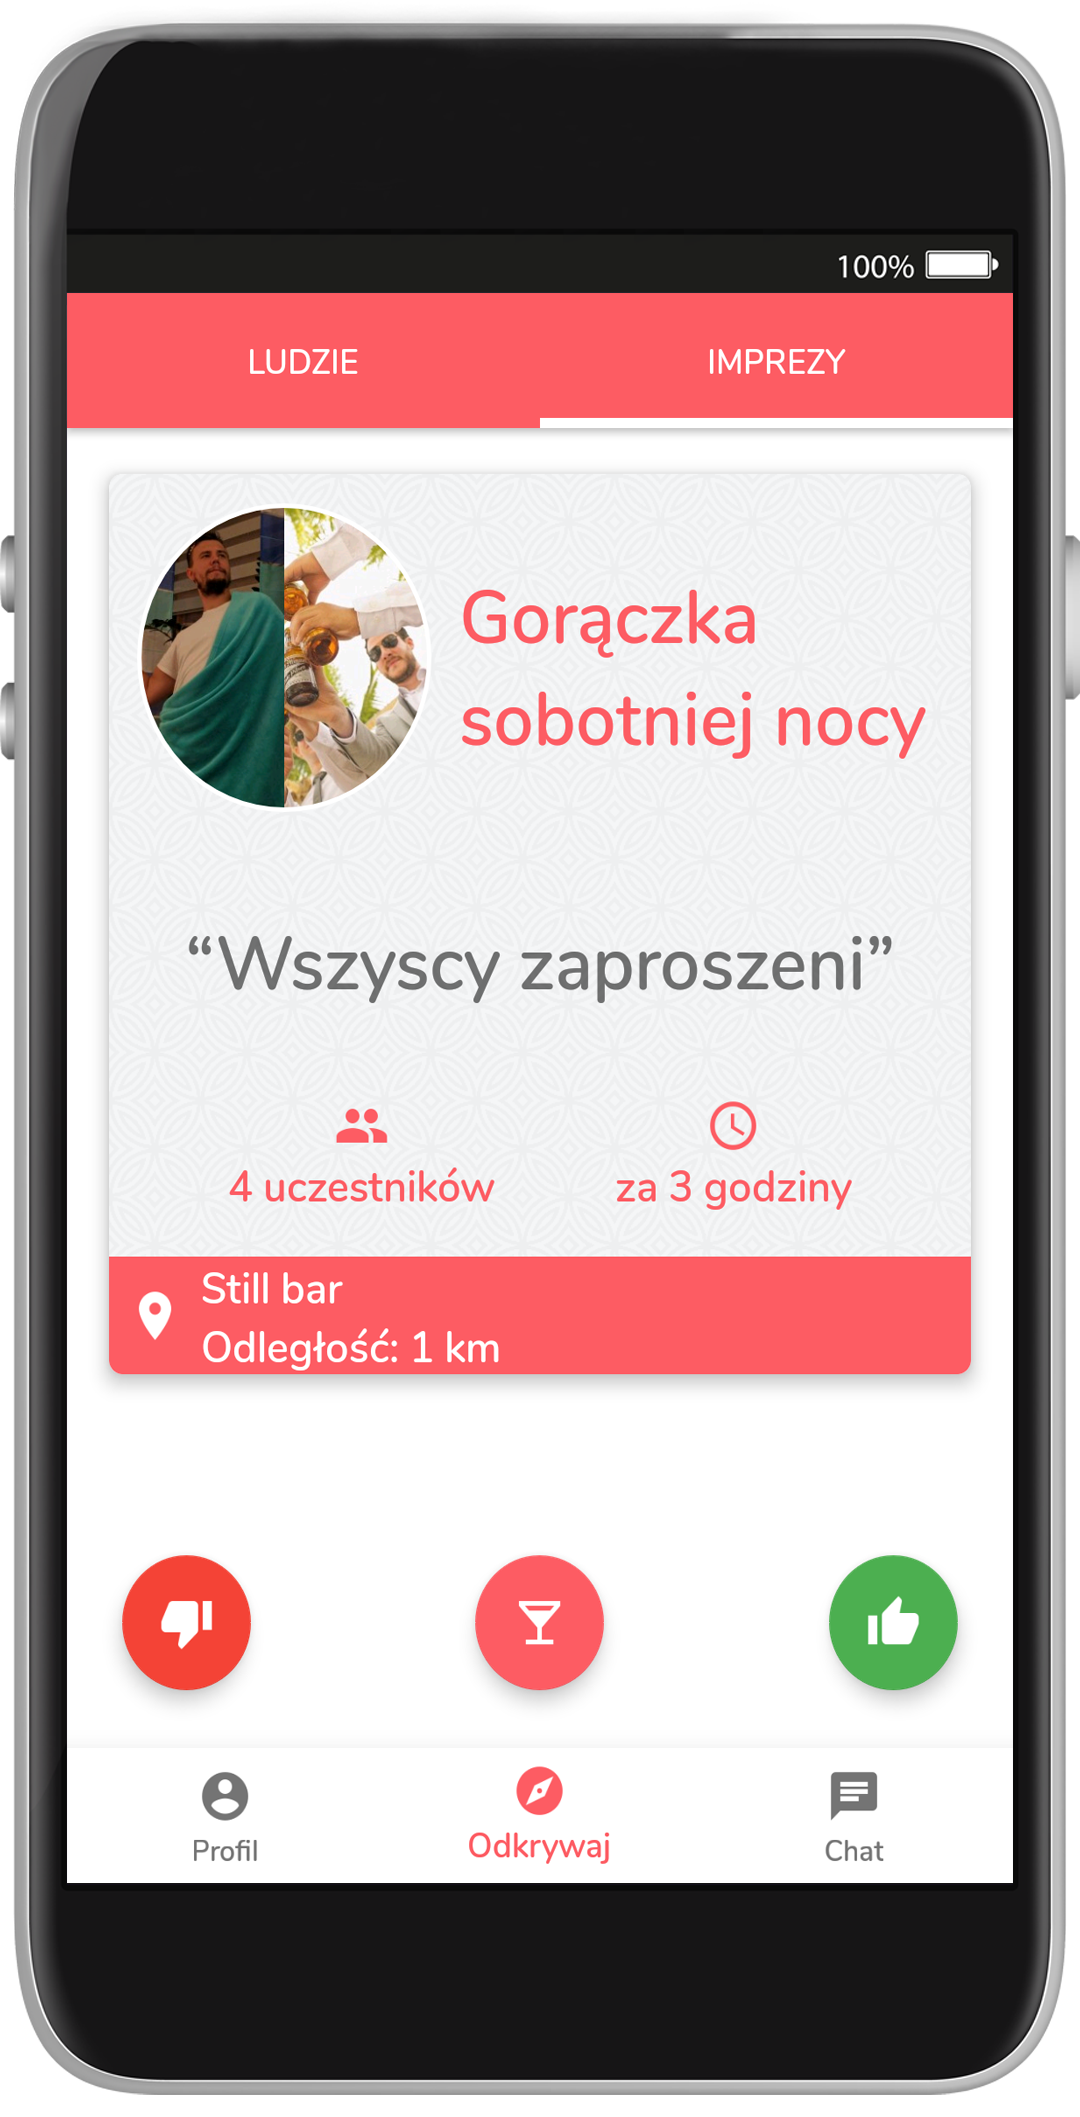 100%
LUDZIE
IMPREZY
Gorączka
sobotniej nocy
“Wszyscy zaproszeni”
4 uczestników
za 3 godziny
Still bar
Odległość: 1 km
Profil
Odkrywaj
Chat